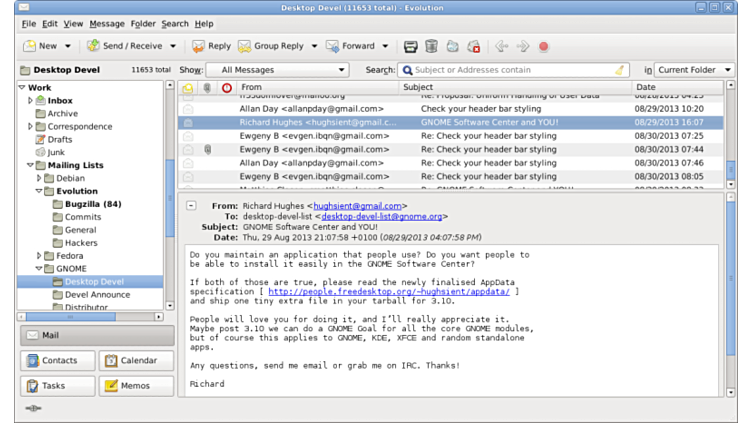 Desktop Devel (11653 total) - Evolution
File Edit View Message Folder Search Help
New Send / Receive Reply Group Reply Forward
Desktop Devel 11653 total Show: All Messages Search: Subject or Addresses contain in Current Folder
From Subject Date
Work
Inbox
Archive
Correspondence
Drafts
Junk
Mailing Lists
Debian
Evolution
Bugzilla (84)
Commits
General
Hackers
Fedora
GNOME
Desktop Devel
Devel Announce
Distributor
Mail
Contacts Calendar
Tasks Memos
Allan Day <allanpday@gmail.com> Check your header bar styling 08/29/2013 10:20
Richard Hughes <hughsient@gmail.c... GNOME Software Center and YOU! 08/29/2013 16:07
Ewgeny B <evgen.ibqn@gmail.com> Re: Check your header bar styling 08/30/2013 07:25
Ewgeny B <evgen.ibqn@gmail.com> Re: Check your header bar styling 08/30/2013 07:44
Allan Day <allanpday@gmail.com> Re: Check your header bar styling 08/30/2013 07:46
Ewgeny B <evgen.ibqn@gmail.com> Re: Check your header bar styling 08/30/2013 08:05
From: Richard Hughes <hughsient@gmail.com>
To: desktop-devel-list <desktop-devel-list@gnome.org>
Subject: GNOME Software Center and YOU!
Date: Thu, 29 Aug 2013 21:07:58 +0100 (08/29/2013 04:07:58 PM)
Do you maintain an application that people use? Do you want people to
be able to install it easily in the GNOME Software Center?
If both of those are true, please read the newly finalised AppData
specification [ http://people.freedesktop.org/~hughsient/appdata/ ]
and ship one tiny extra file in your tarball for 3.10.
People will love you for doing it, and I'll really appreciate it.
Maybe post 3.10 we can do a GNOME Goal for all the core GNOME modules,
but of course this applies to GNOME, KDE, XFCE and random standalone
apps.
Any questions, send me email or grab me on IRC. Thanks!
Richard